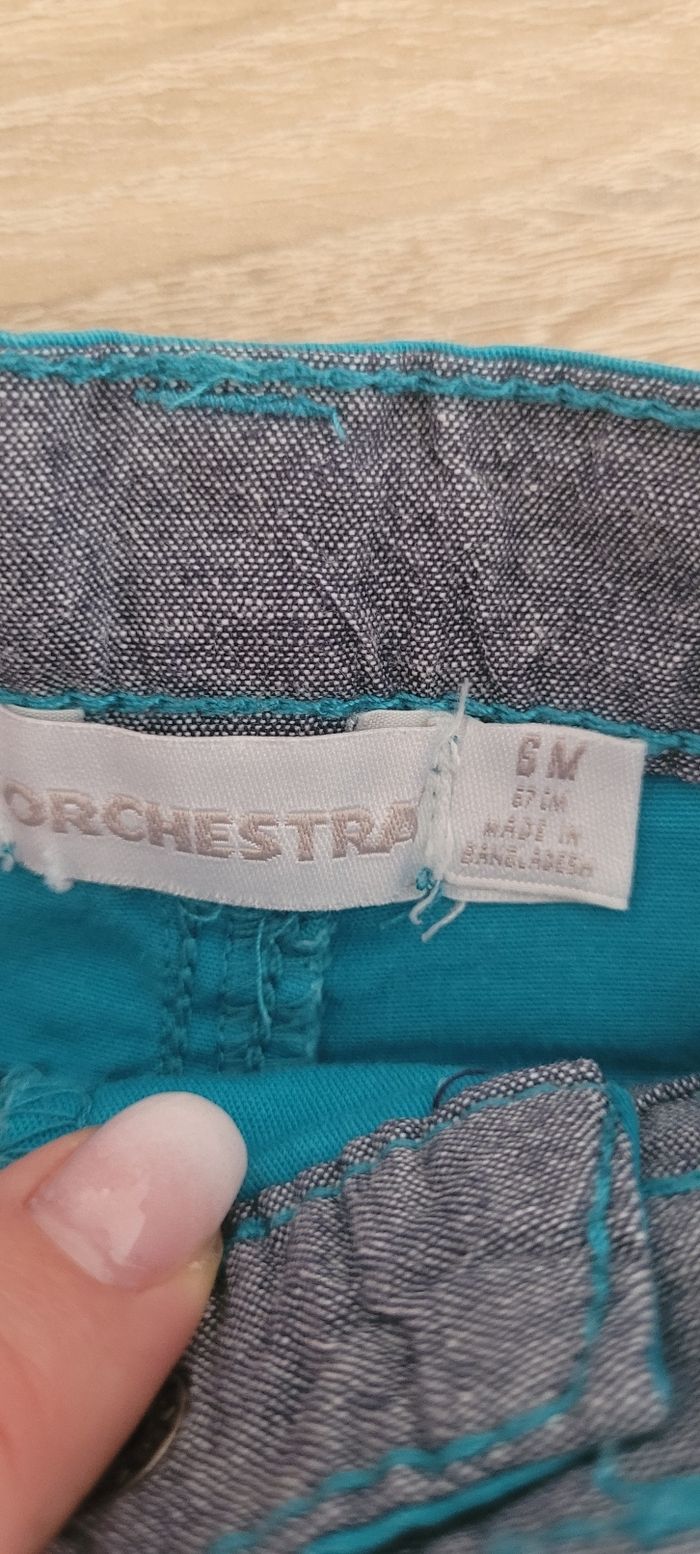 ORCHESTRA
6 M
67 CM
MADE IN
BANGLADESH